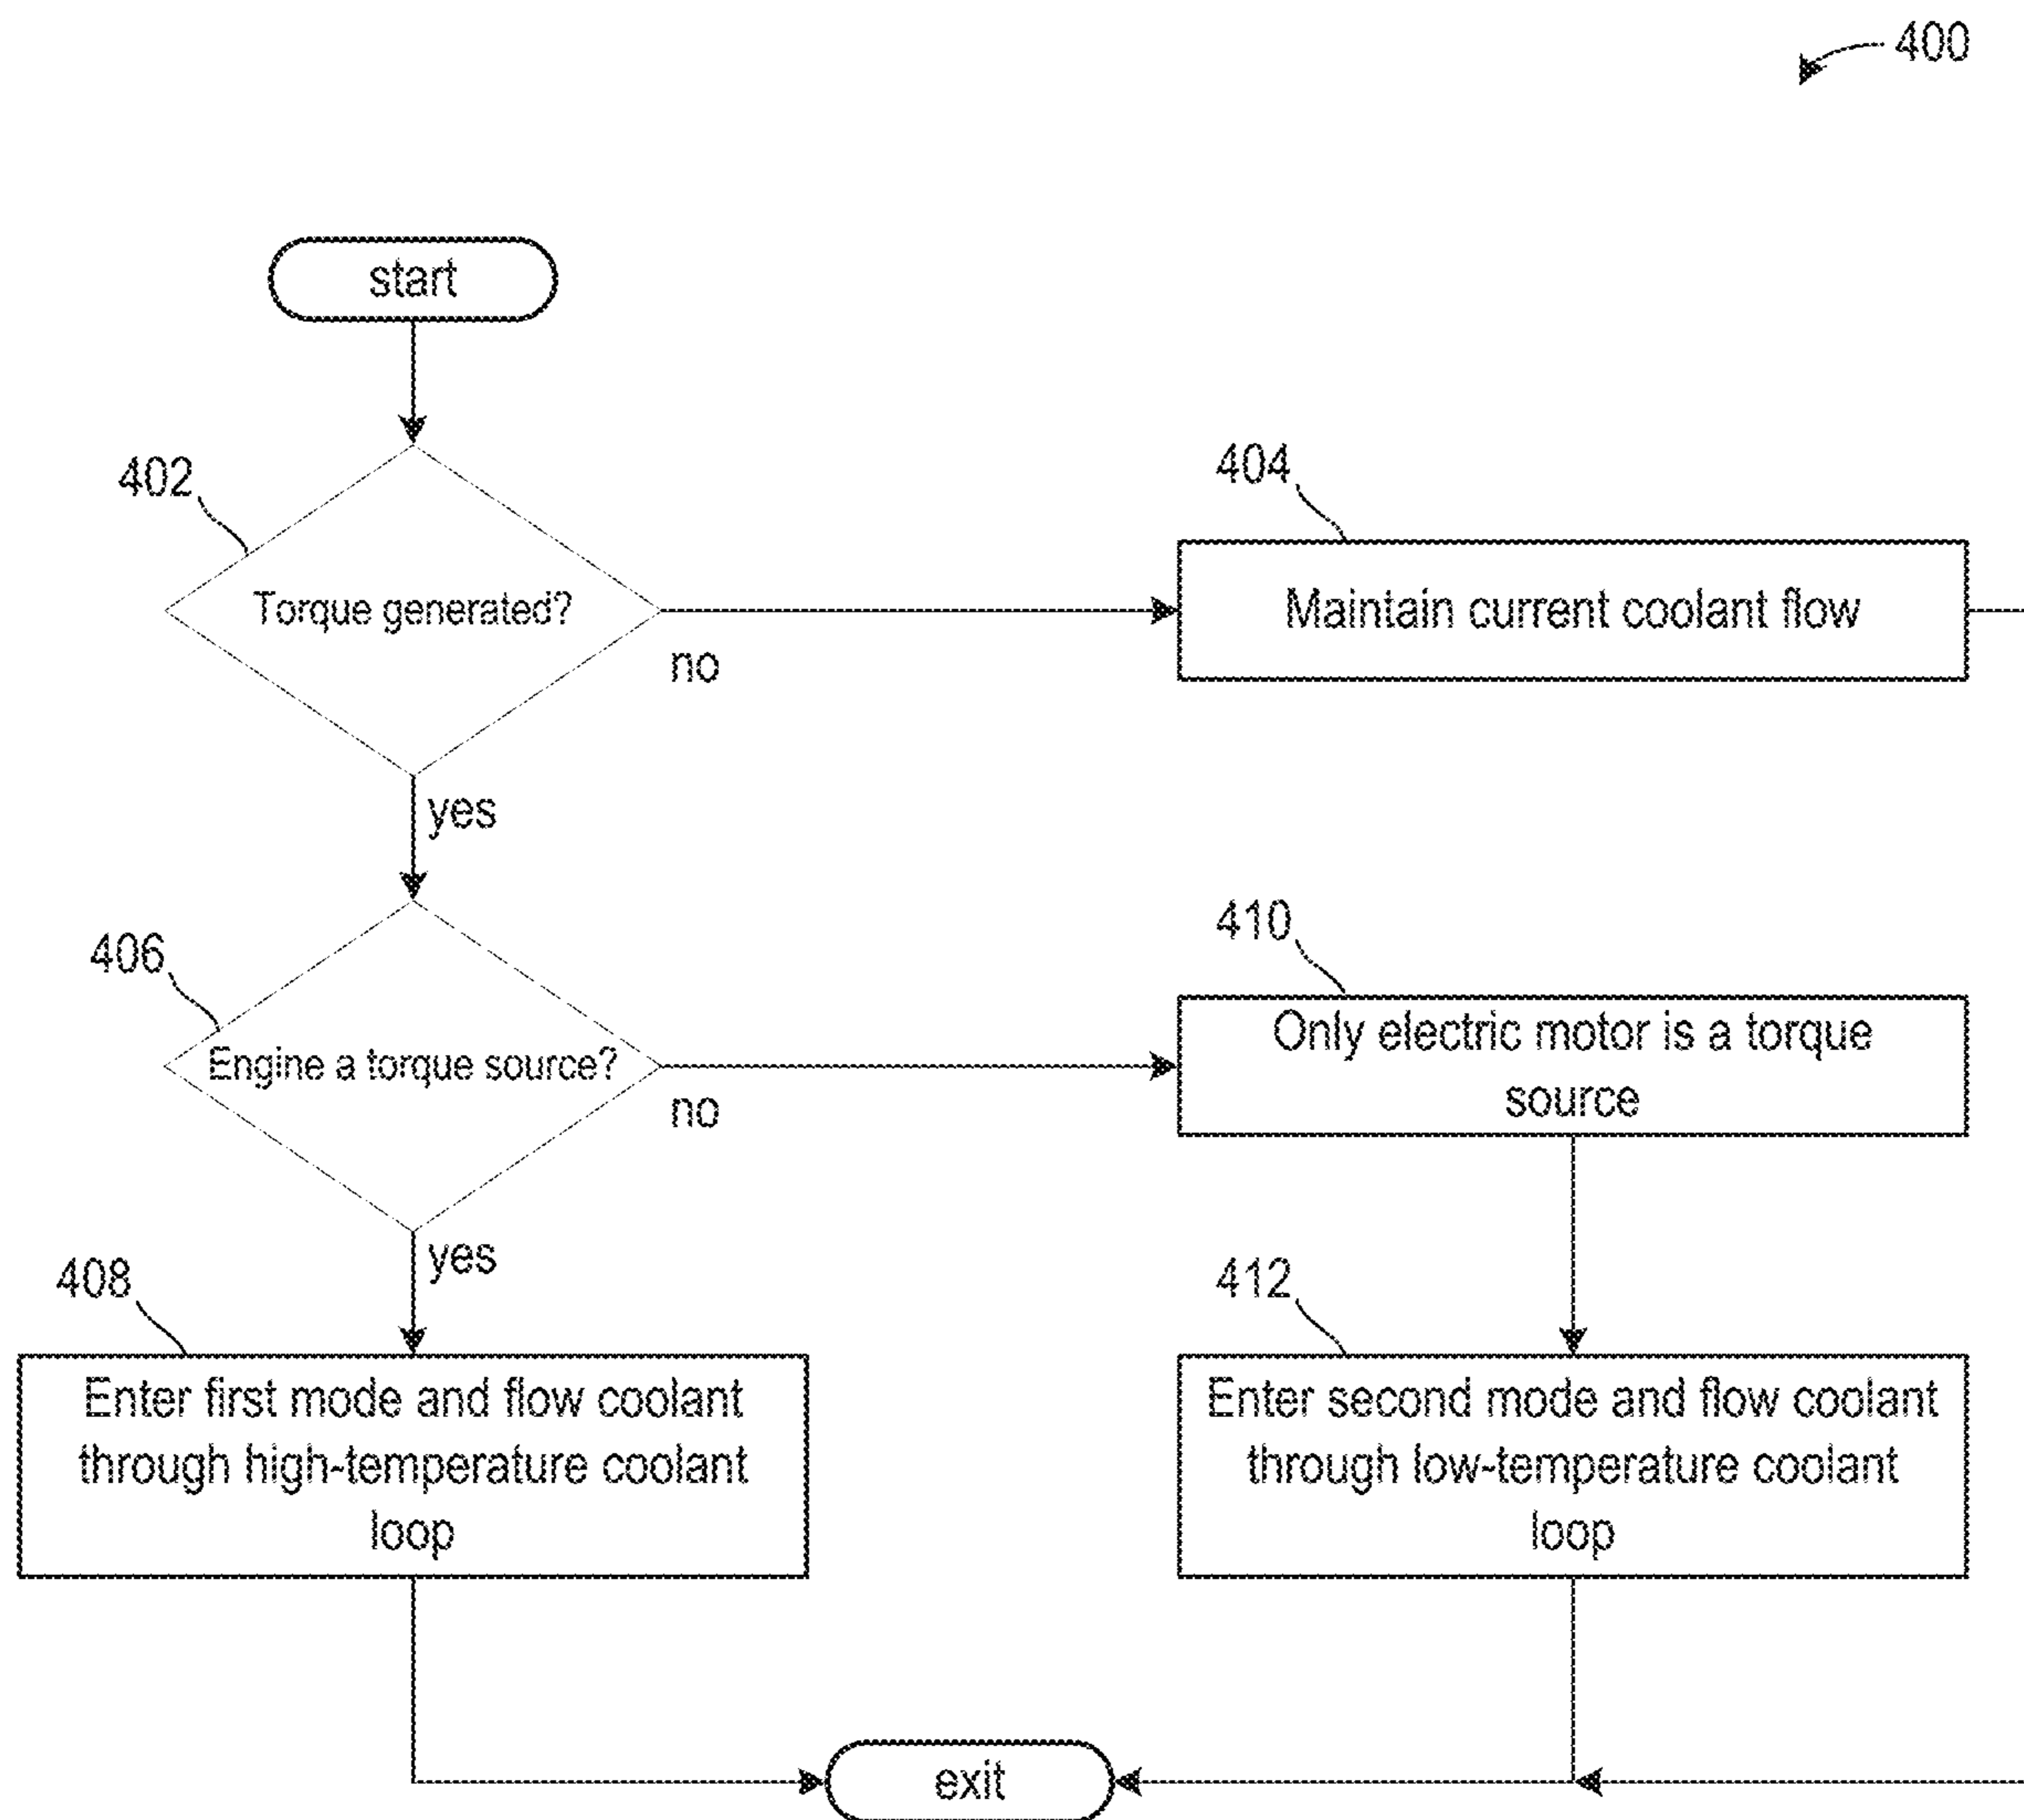 400
start
402
Torque generated?
no
404
Maintain current coolant flow
yes
406
Engine a torque source?
no
410
Only electric motor is a torque
source
yes
408
Enter first mode and flow coolant
through high-temperature coolant
loop
412
Enter second mode and flow coolant
through low-temperature coolant
loop
exit